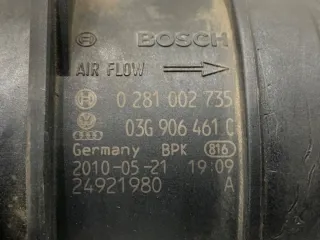 BOSCH
AIR FLOW
0 281 002 735
03G 906 461 C
Germany BPK 816
2010-05-21 19:09
24921980 A